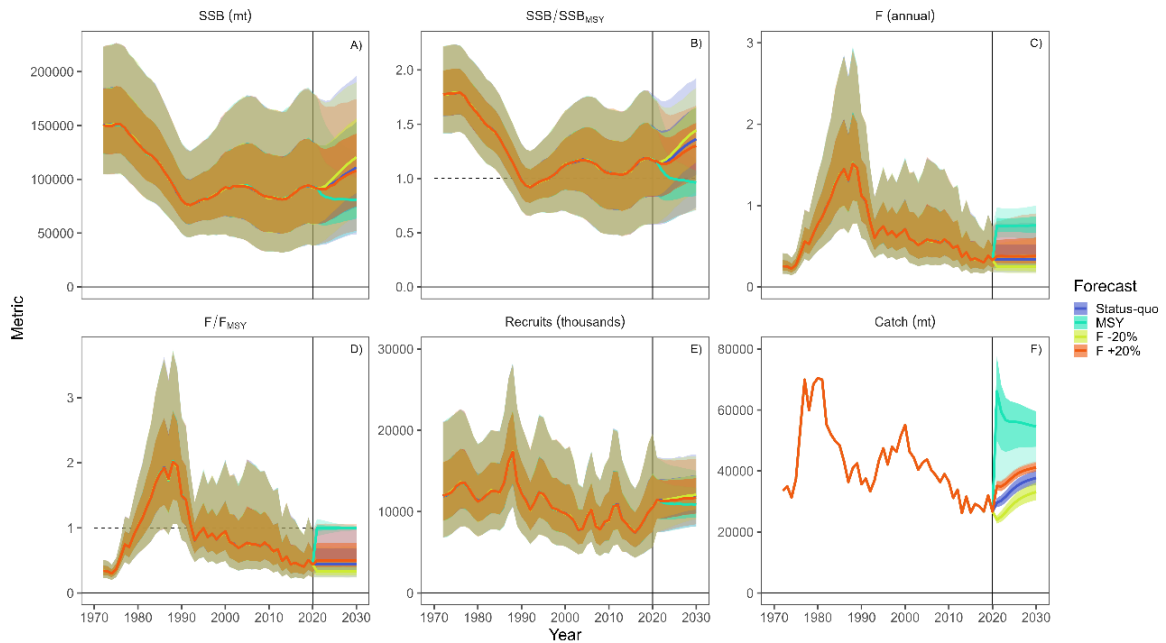 SSB (mt)
SSB/SSBMSY
F (annual)
A)
B)
C)
200000
150000
100000
50000
0
2.0
1.5
1.0
0.5
0.0
3
2
1
0
Metric
F/FMSY
Recruits (thousands)
Catch (mt)
D)
E)
F)
3
2
1
0
30000
20000
10000
0
80000
60000
40000
20000
0
1970 1980 1990 2000 2010 2020 2030
1970 1980 1990 2000 2010 2020 2030
1970 1980 1990 2000 2010 2020 2030
Year
Forecast
Status-quo
MSY
F -20%
F +20%